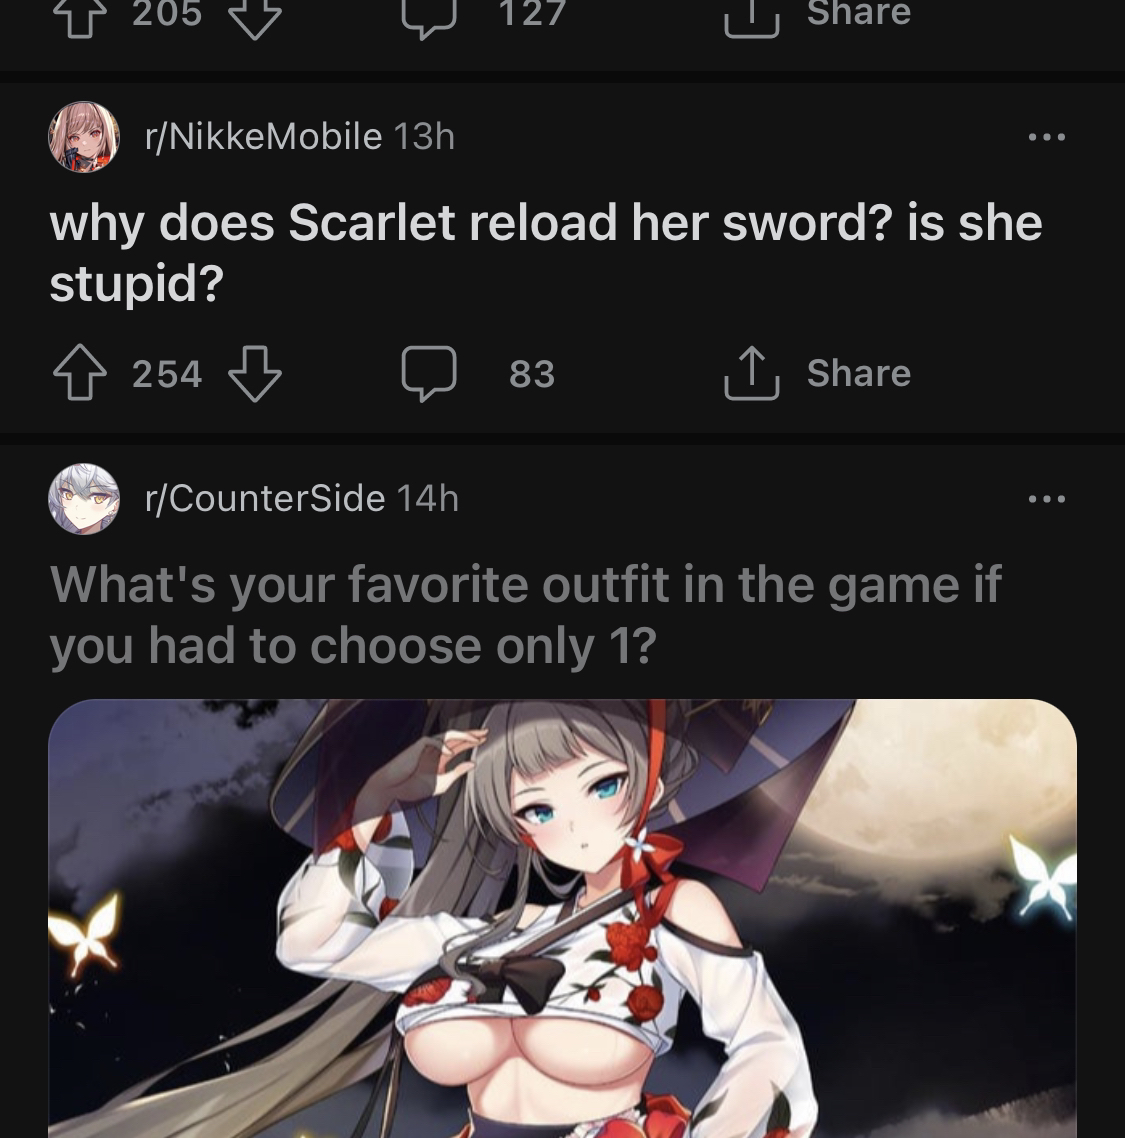 205 127 Share
r/NikkeMobile 13h
why does Scarlet reload her sword? is she
stupid?
254 83 Share
r/CounterSide 14h
What's your favorite outfit in the game if
you had to choose only 1?